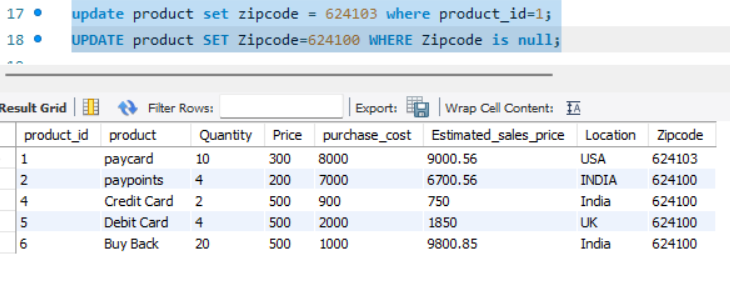 17 update product set zipcode = 624103 where product_id=1;
18 UPDATE product SET Zipcode=624100 WHERE Zipcode is null;
Result Grid Filter Rows: Export: Wrap Cell Content: IA
product_id product Quantity Price purchase_cost Estimated_sales_price Location Zipcode
1 paycard 10 300 8000 9000.56 USA 624103
2 paypoints 4 200 7000 6700.56 INDIA 624100
4 Credit Card 2 500 900 750 India 624100
5 Debit Card 4 500 2000 1850 UK 624100
6 Buy Back 20 500 1000 9800.85 India 624100